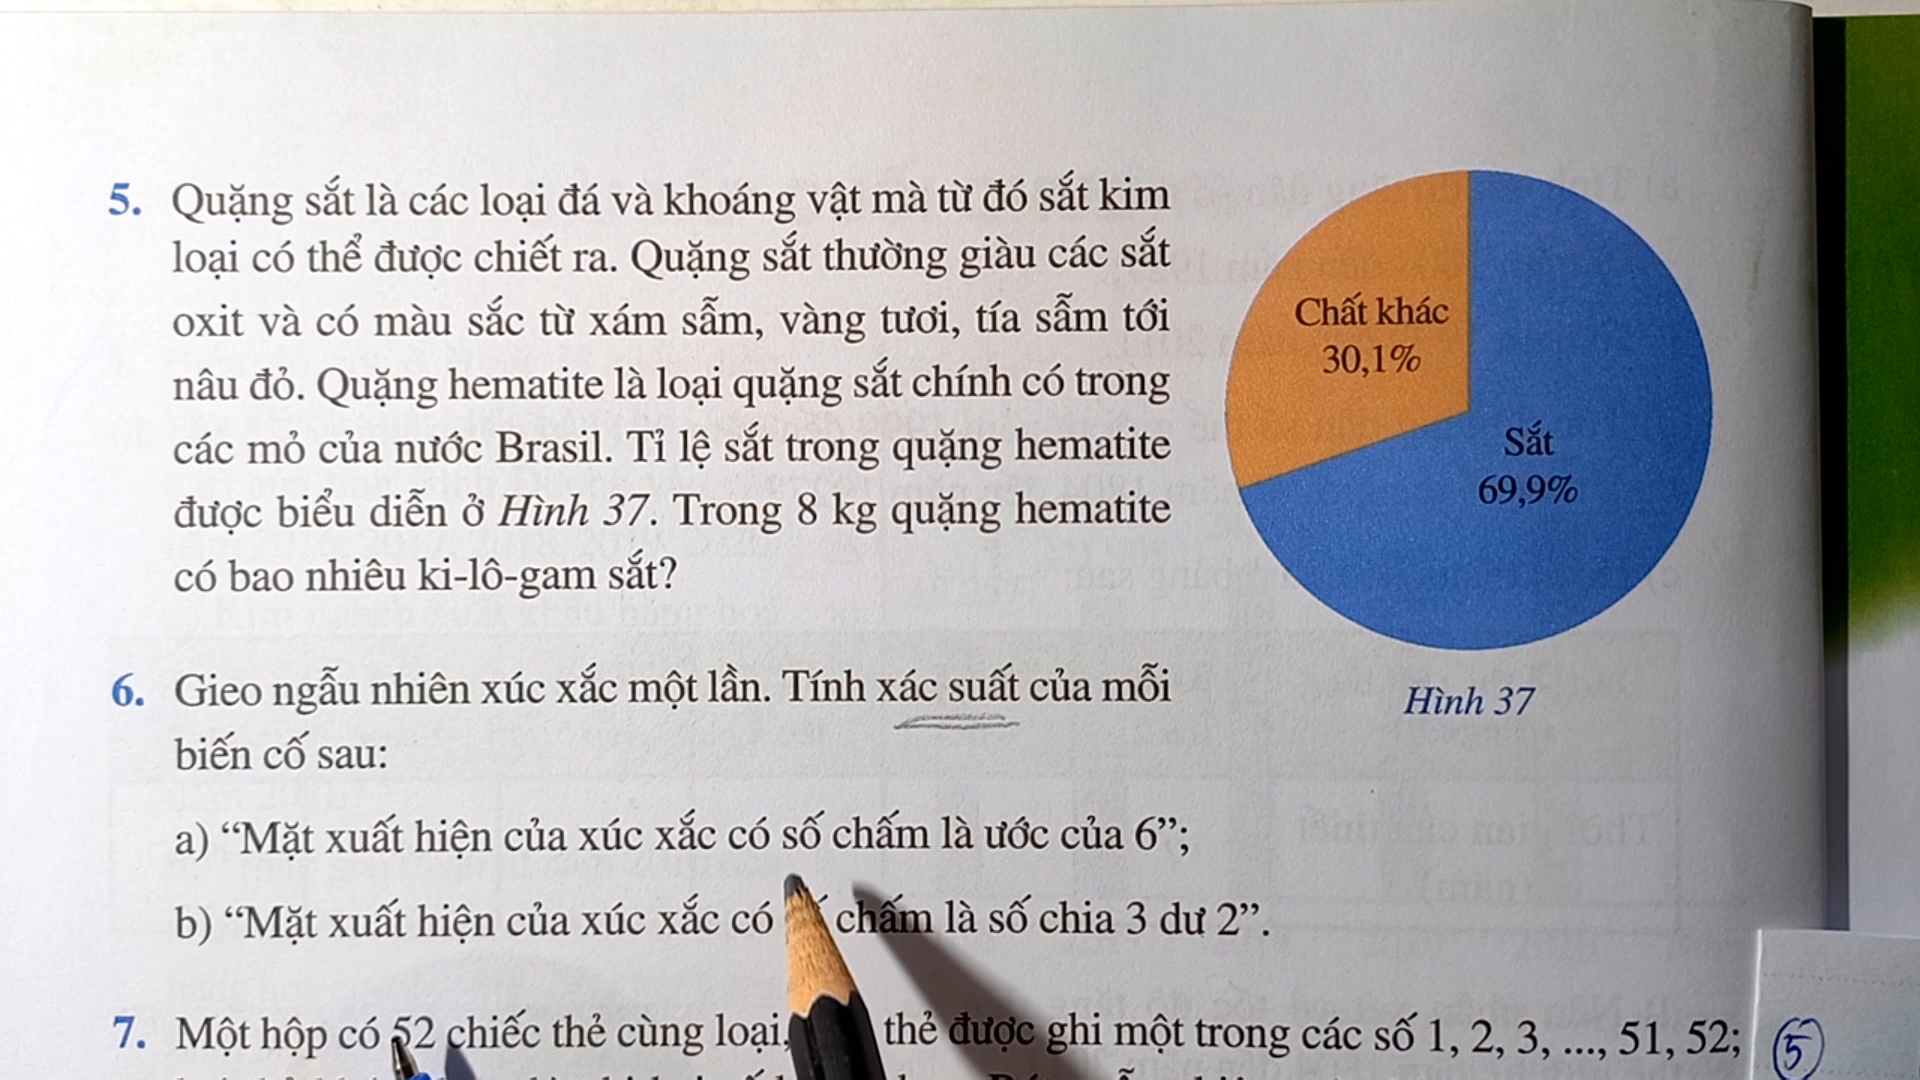 5. Quặng sắt là các loại đá và khoáng vật mà từ đó sắt kim
loại có thể được chiết ra. Quặng sắt thường giàu các sắt
oxit và có màu sắc từ xám sẫm, vàng tươi, tía sẫm tới
nâu đỏ. Quặng hematite là loại quặng sắt chính có trong
các mỏ của nước Brasil. Tỉ lệ sắt trong quặng hematite
được biểu diễn ở Hình 37. Trong 8 kg quặng hematite
có bao nhiêu ki-lô-gam sắt?
Chất khác
30,1%
Sắt
69,9%
Hình 37
6. Gieo ngẫu nhiên xúc xắc một lần. Tính xác suất của mỗi
biến cố sau:
a) “Mặt xuất hiện của xúc xắc có số chấm là ước của 6”;
b) “Mặt xuất hiện của xúc xắc có chấm là số chia 3 dư 2”.
7. Một hộp có 52 chiếc thẻ cùng loại, thẻ được ghi một trong các số 1, 2, 3, ..., 51, 52;
5